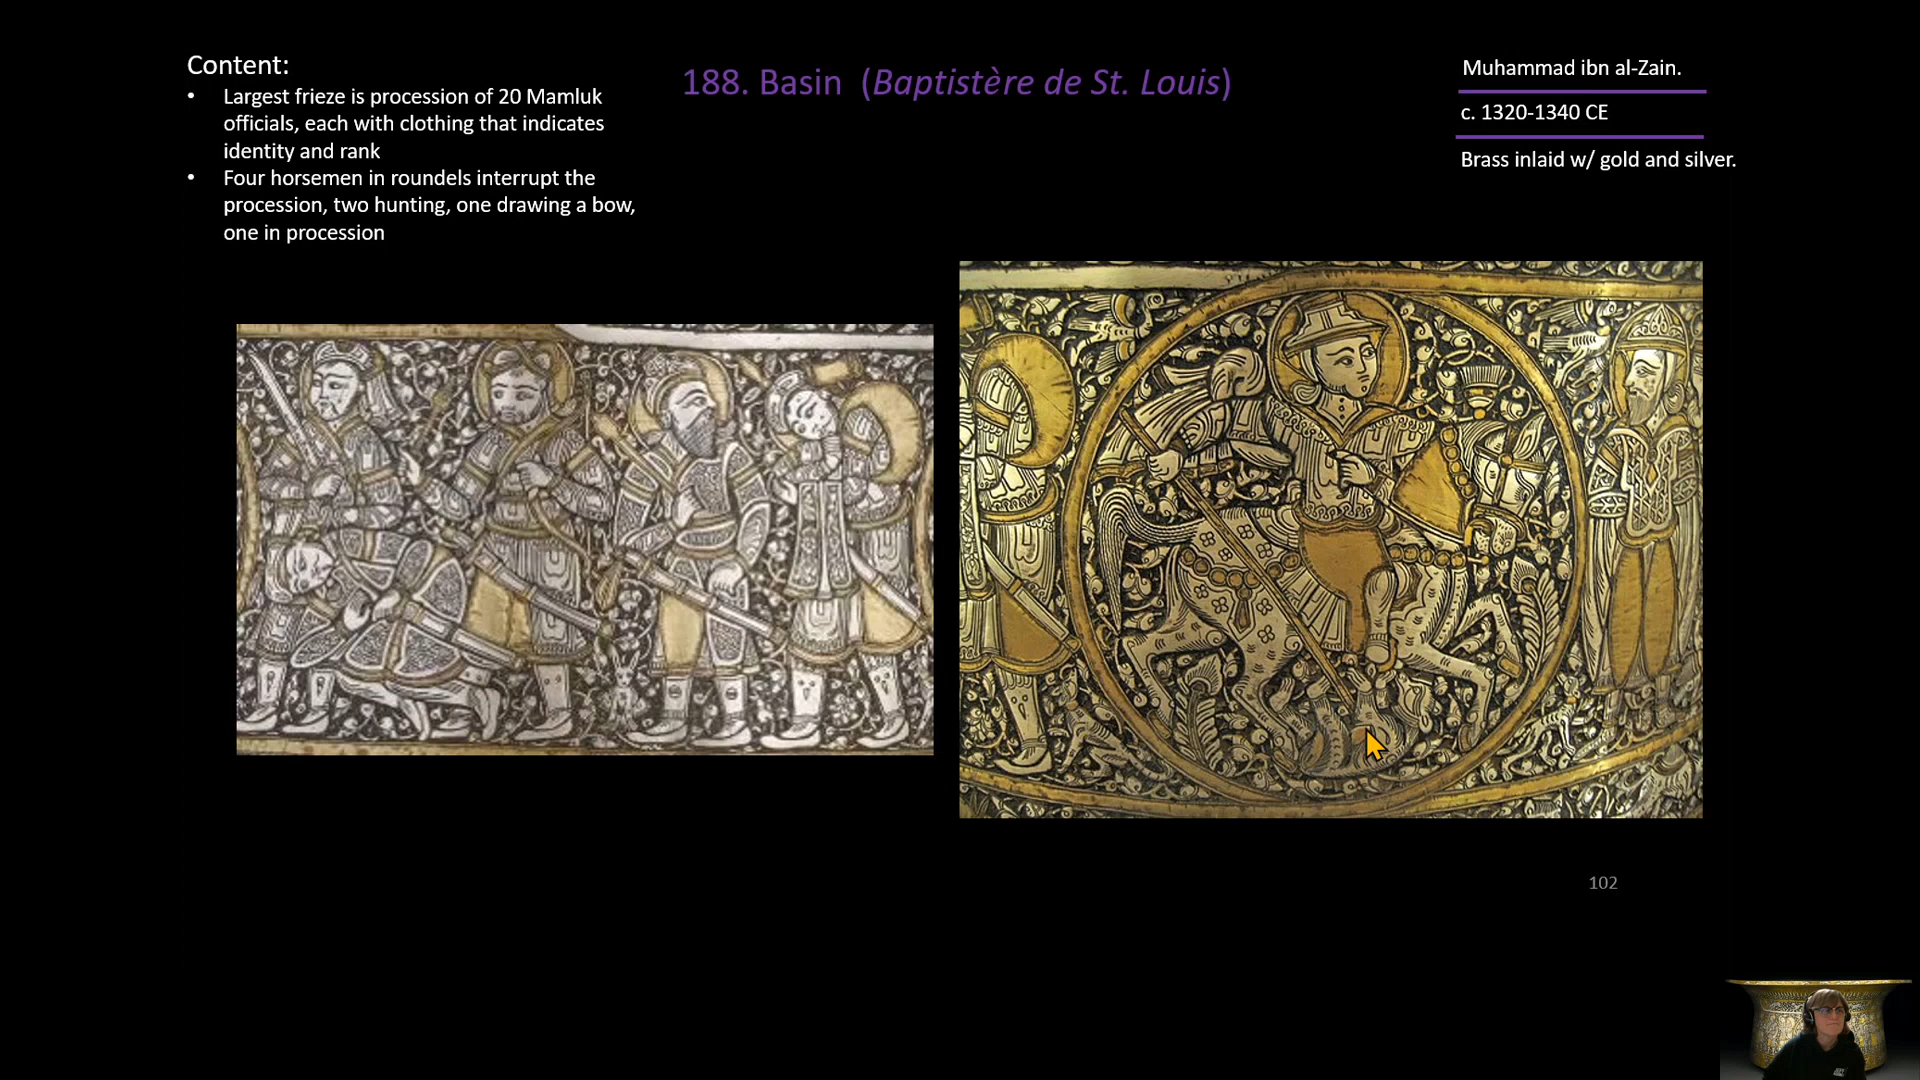 Content:
• Largest frieze is procession of 20 Mamluk
officials, each with clothing that indicates
identity and rank
• Four horsemen in roundels interrupt the
procession, two hunting, one drawing a bow,
one in procession
188. Basin (Baptistère de St. Louis)
Muhammad ibn al-Zain.
c. 1320-1340 CE
Brass inlaid w/ gold and silver.
102